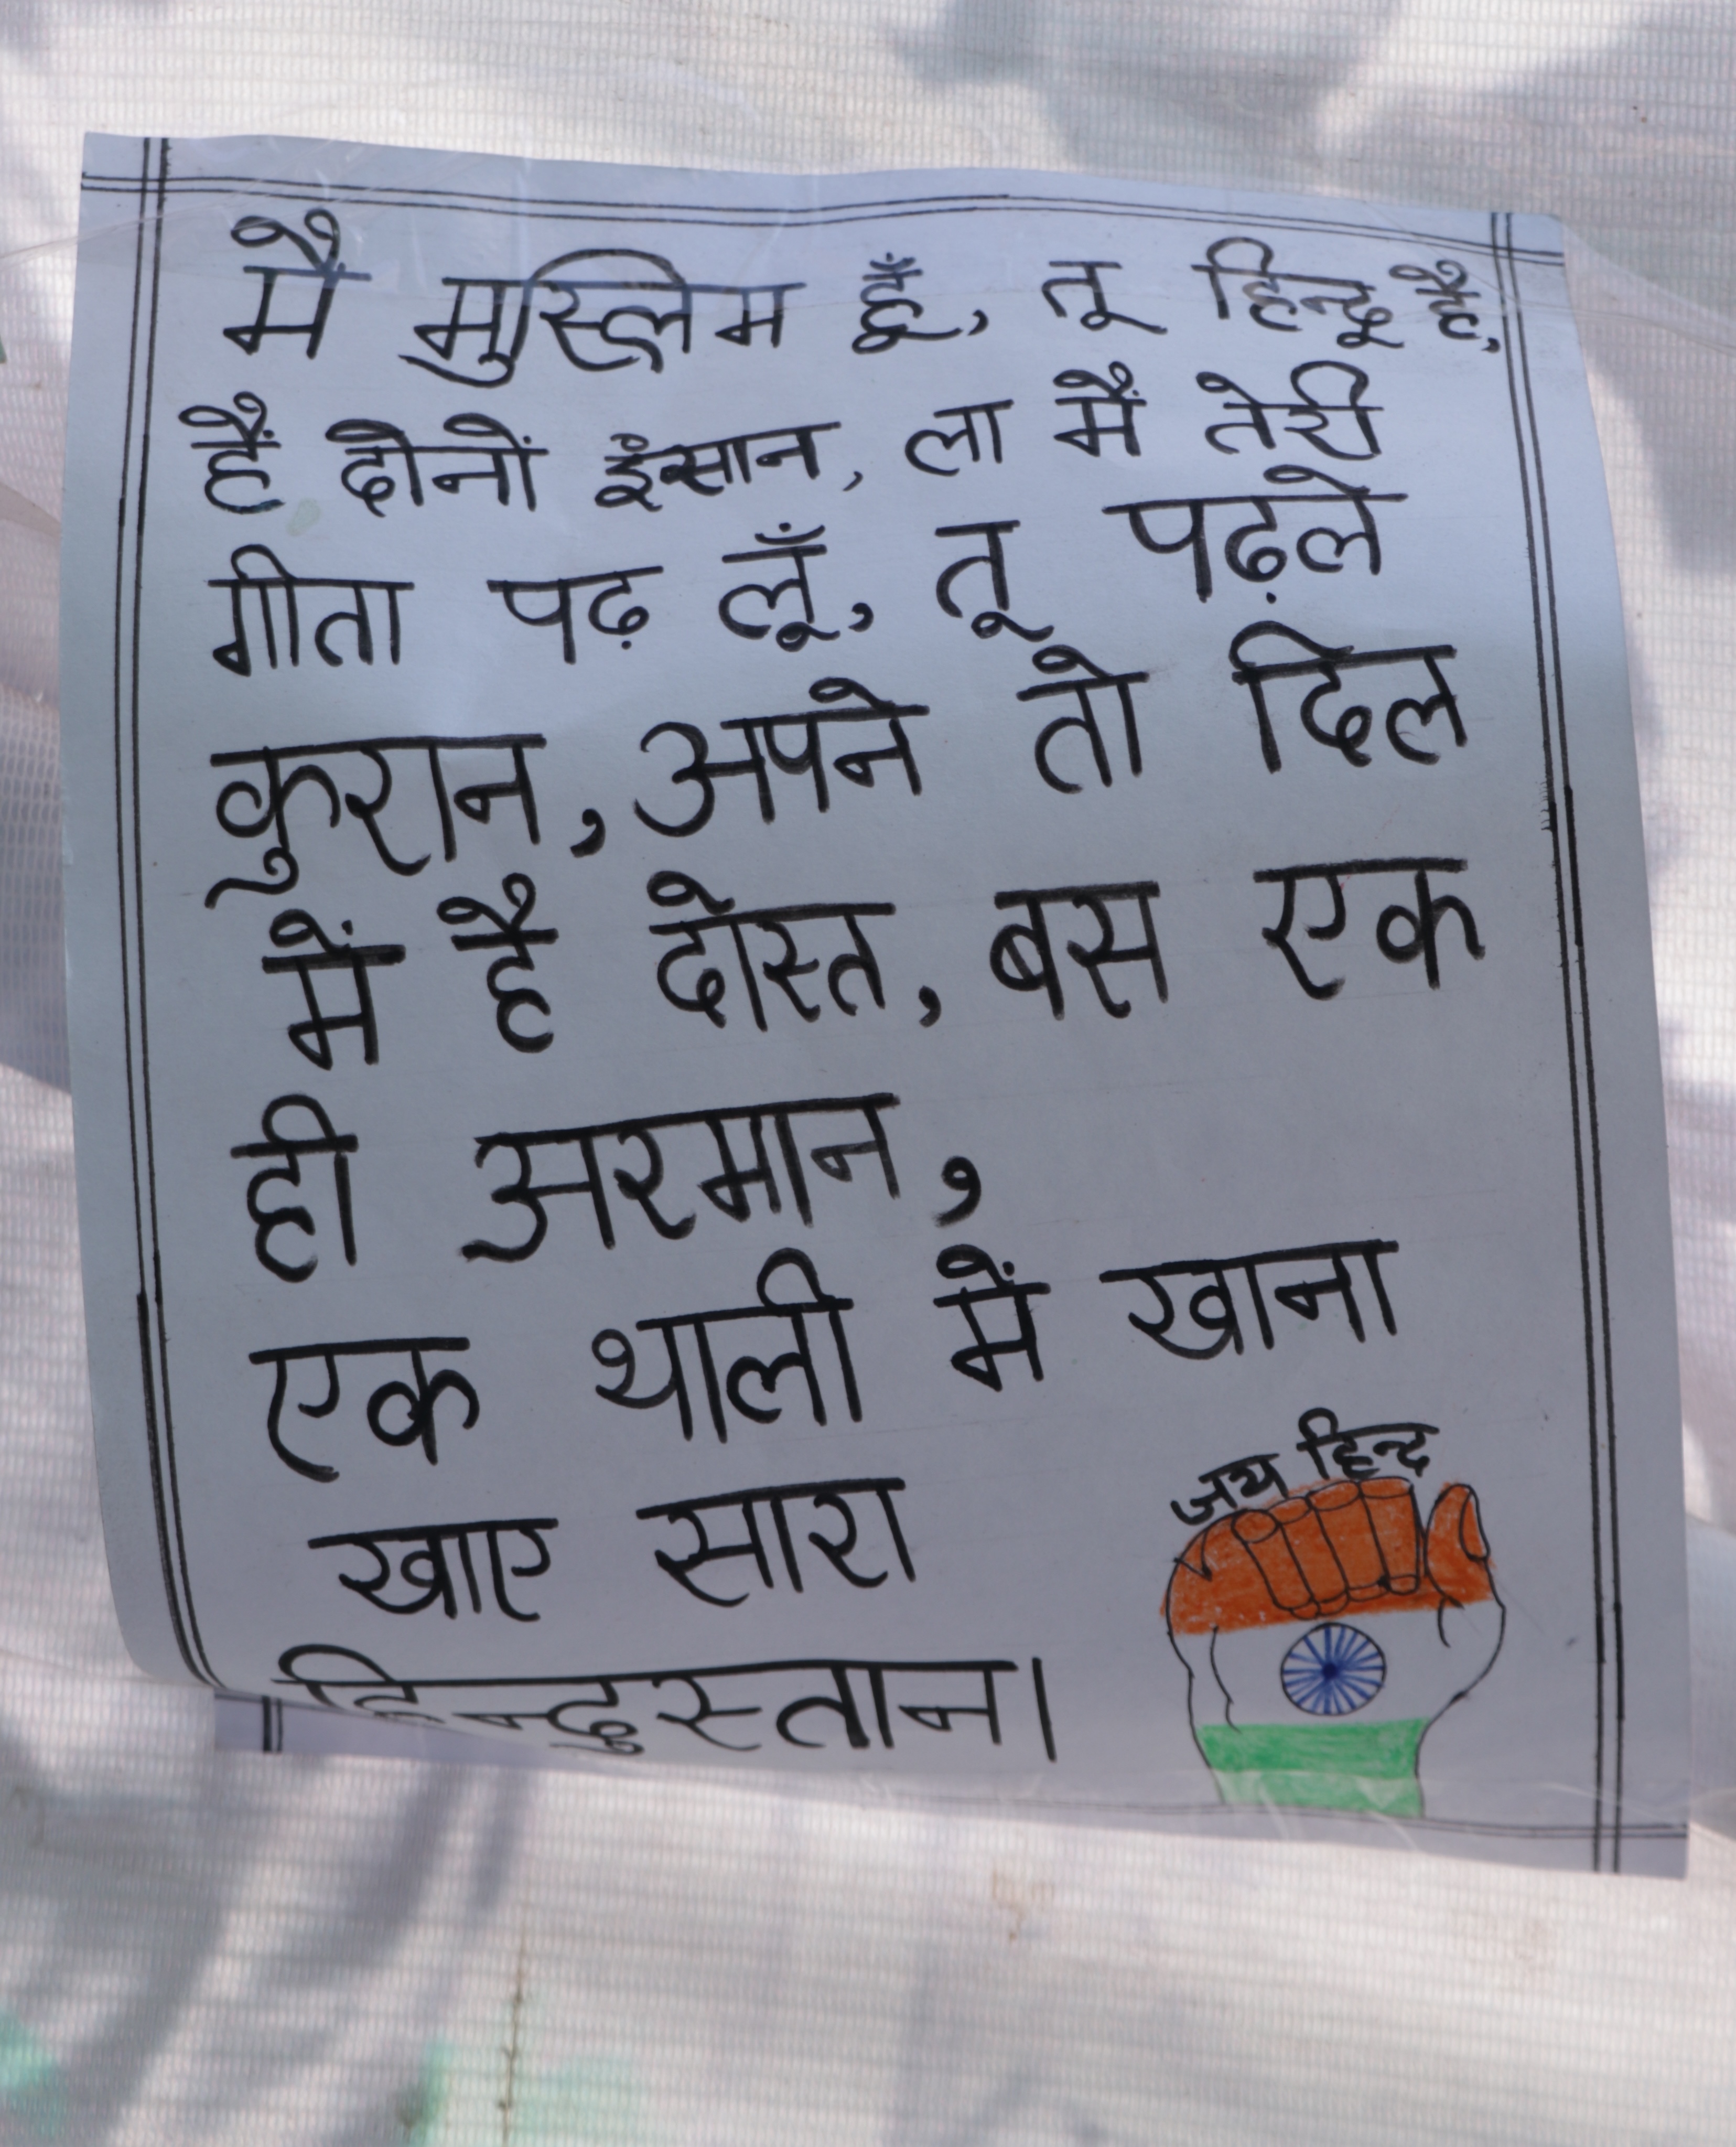 मै मुस्लिम हूँ, तू हिन्दू है,
हैं दोनों इंसान, ला मैं तेरी
गीता पढ़ लूँ, तू पढ़ले
कुरान, अपने तो दिल
में है दोस्त, बस एक
ही अरमान,
एक थाली में खाना
खाए सारा
हिन्दुस्तान।
जय हिन्द